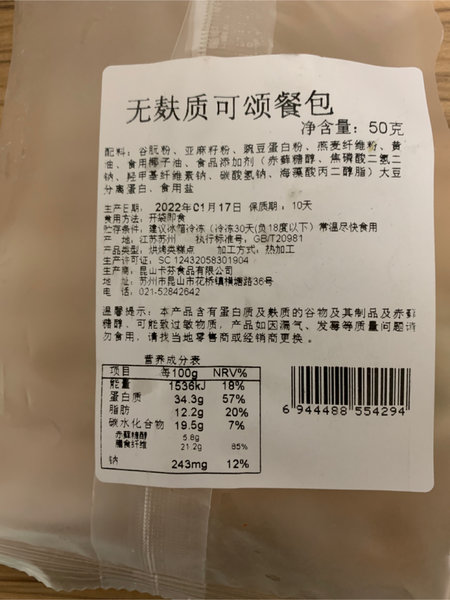 无麸质可颂餐包
净含量: 50克
配料: 谷朊粉、亚麻籽粉、豌豆蛋白粉、燕麦纤维粉、黄
油、食用椰子油、食品添加剂 (赤藓糖醇、焦磷酸二氢二
钠、羟甲基纤维素钠、碳酸氢钠、海藻酸丙二醇脂) 大豆
分离蛋白、食用盐
生产日期: 2022年01月17日 保质期: 10天
食用方法: 开袋即食
贮存条件: 建议冰箱冷冻 (冷冻30天(负18度以下) 常温尽快食用
产 地: 江苏苏州 执行标准号: GB/T20981
产品类型: 烘烤类糕点 加工方式: 热加工
生产许可证: SC 12432058301904
生产商: 昆山卡芬食品有限公司
地 址: 苏州市昆山市花桥镇横塘路36号
电 话: 021-52842642
温馨提示: 本产品含有蛋白质及麸质的谷物及其制品及赤藓
糖醇, 可能致过敏物质, 产品如因漏气、发霉等质量问题请
勿食用, 请找当地零售商或经销商更换。
营养成分表
项目 每100g NRV%
能量 1536kJ 18%
蛋白质 34.3g 57%
脂肪 12.2g 20%
碳水化合物 19.5g 7%
赤藓糖醇 5.8g
膳食纤维 21.2g 85%
钠 243mg 12%
6 944488 554294